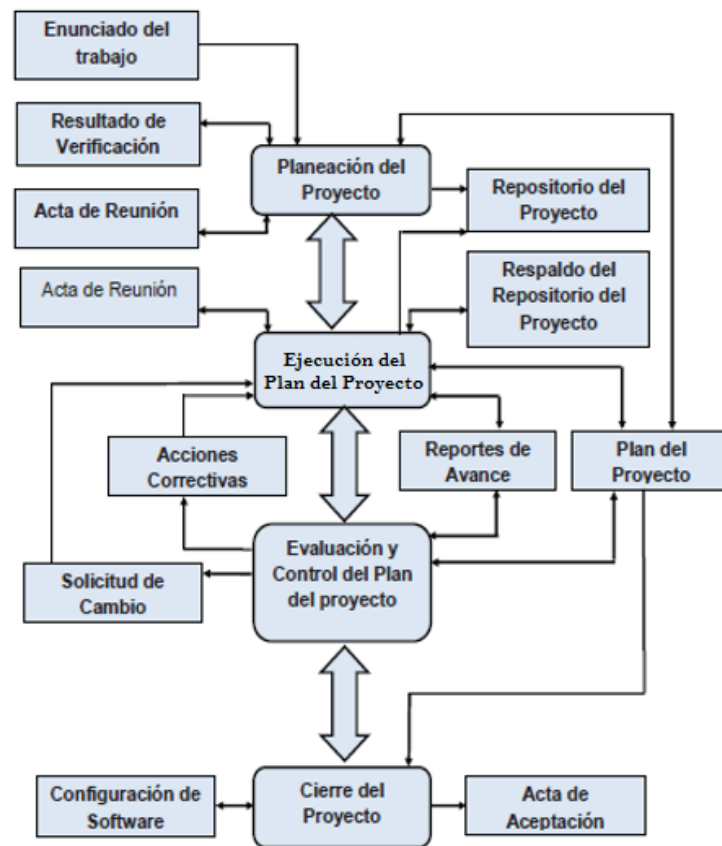 Enunciado del
trabajo
Resultado de
Verificación
Planeación del
Proyecto
Repositorio del
Proyecto
Acta de Reunión
Respaldo del
Repositorio del
Proyecto
Acta de Reunión
Ejecución del
Plan del Proyecto
Acciones
Correctivas
Reportes de
Avance
Plan del
Proyecto
Evaluación y
Control del Plan
del proyecto
Solicitud de
Cambio
Configuración de
Software
Cierre del
Proyecto
Acta de
Aceptación